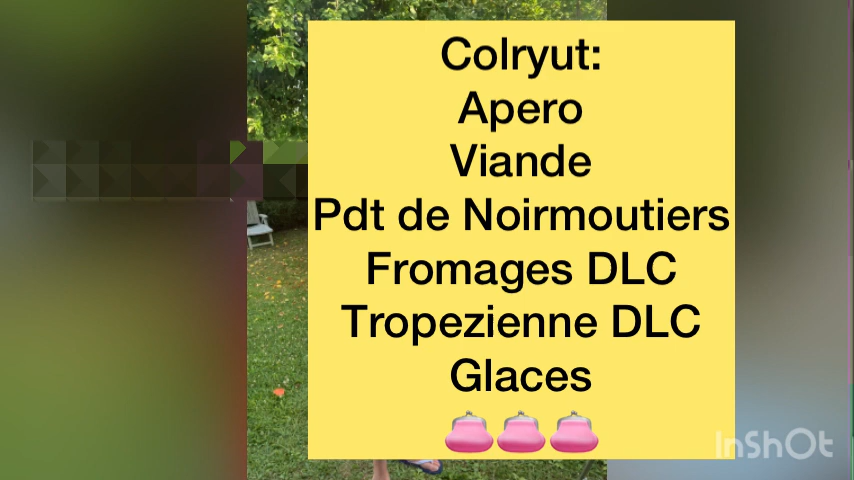 Colryut:
Apero
Viande
Pdt de Noirmoutiers
Fromages DLC
Tropezienne DLC
Glaces
InShOt